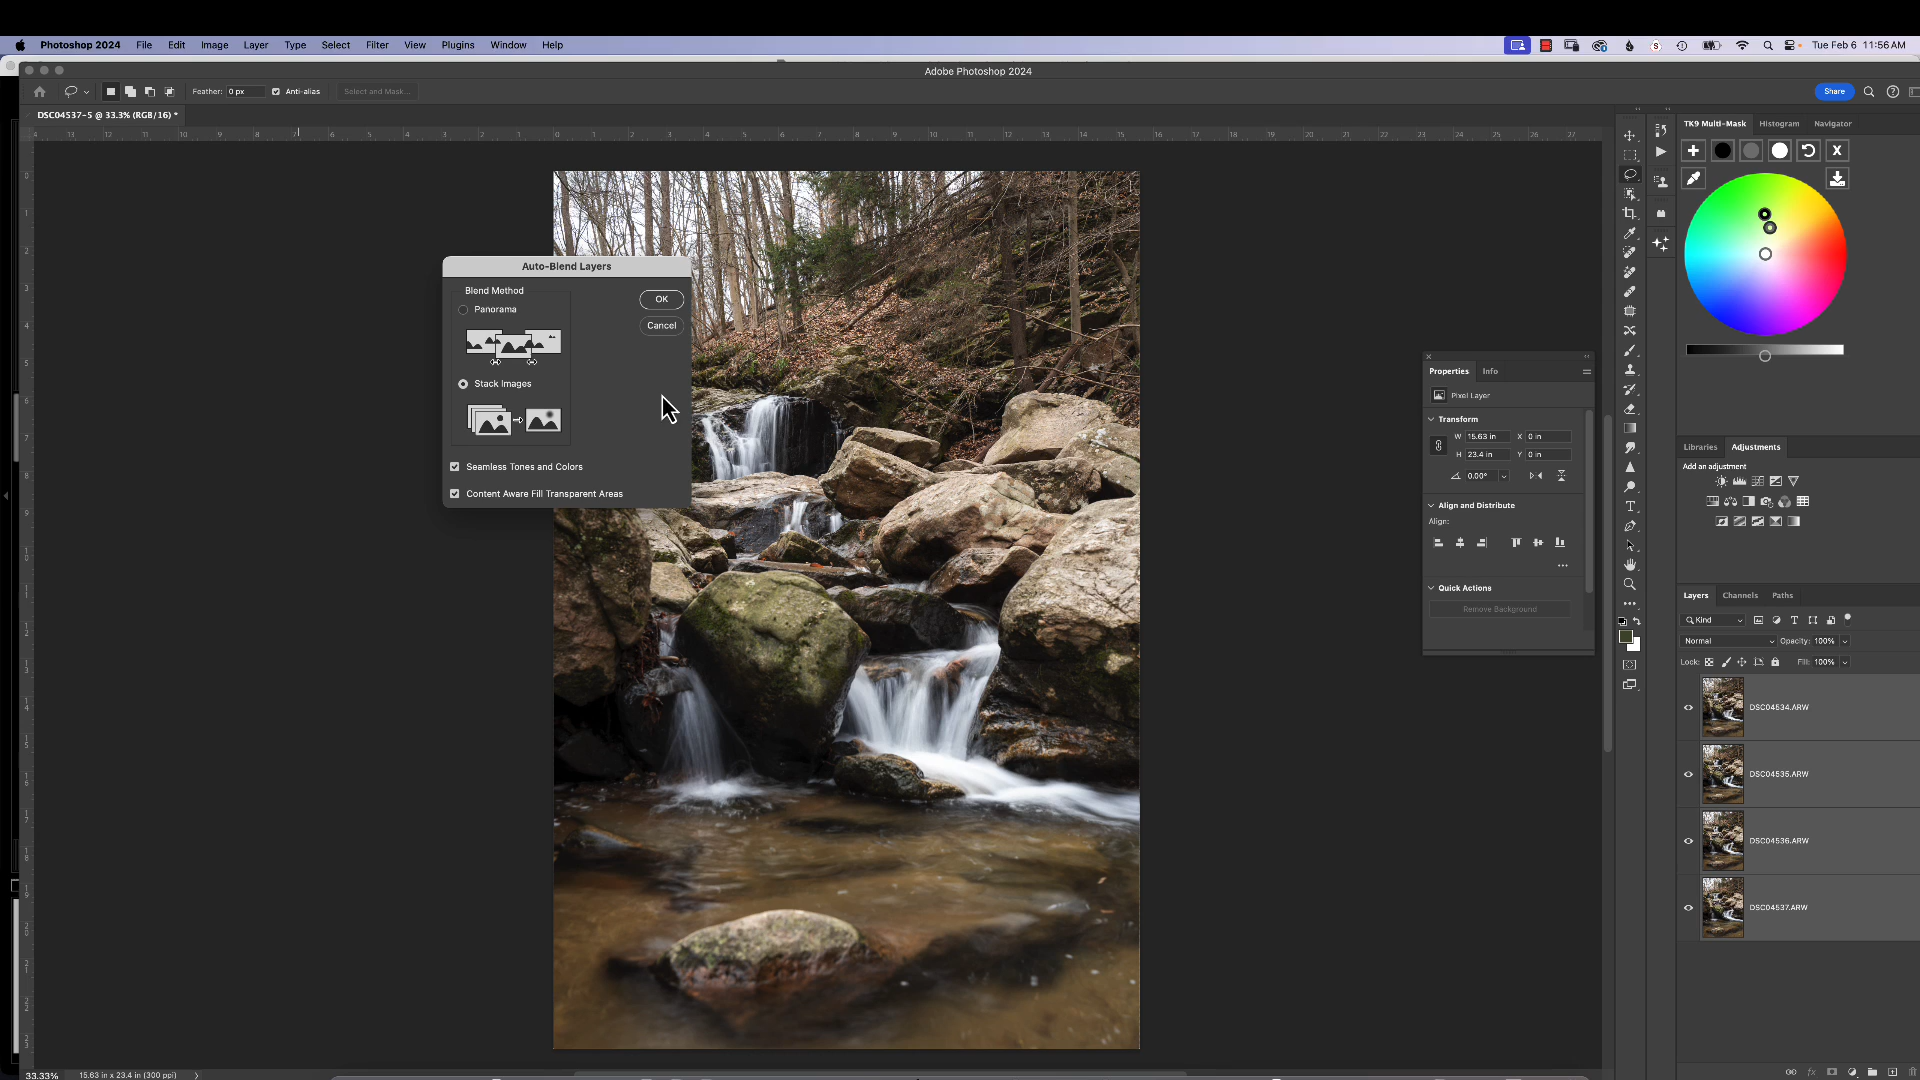 Photoshop 2024 File Edit Image Layer Type Select Filter View Plugins Window Help
Tue Feb 6 11:56 AM
Adobe Photoshop 2024
Feather: 0 px Anti-alias Select and Mask...
Share
DSC04537-5 @ 33.3% (RGB/16) *
TK9 Multi-Mask Histogram Navigator
Auto-Blend Layers
Blend Method
Panorama
Stack Images
OK
Cancel
Seamless Tones and Colors
Content Aware Fill Transparent Areas
Properties Info
Pixel Layer
Transform
W 15.63 in X 0 in
H 23.4 in Y 0 in
0.00°
Align and Distribute
Align:
Quick Actions
Remove Background
Libraries Adjustments
Add an adjustment
Layers Channels Paths
Kind
Normal Opacity: 100%
Lock: Fill: 100%
DSC04534.ARW
DSC04535.ARW
DSC04536.ARW
DSC04537.ARW
33.33% 15.63 in x 23.4 in (300 ppi)